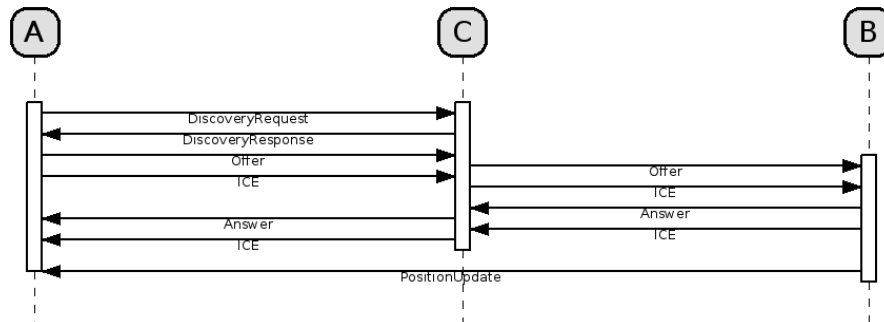 A C B
DiscoveryRequest
DiscoveryResponse
Offer
Offer
ICE
ICE
Answer
Answer
ICE
ICE
PositionUpdate